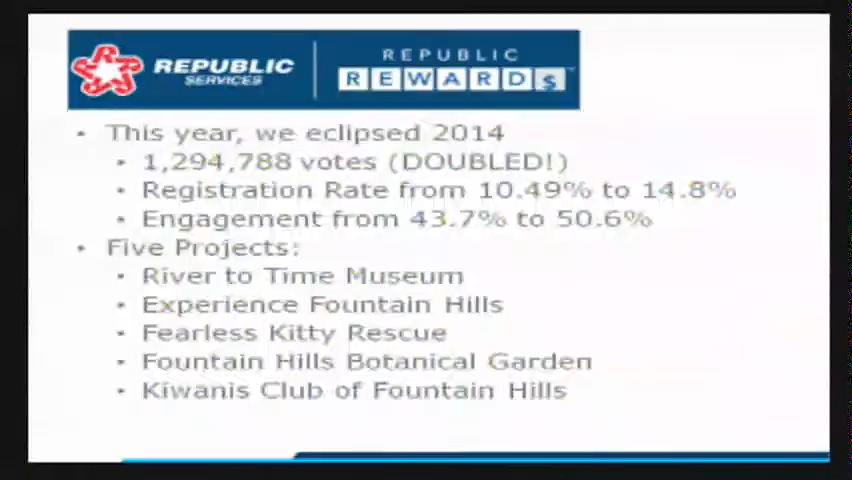 REPUBLIC SERVICES
REPUBLIC REWARD$
• This year, we eclipsed 2014
• 1,294,788 votes (DOUBLED!)
• Registration Rate from 10.49% to 14.8%
• Engagement from 43.7% to 50.6%
• Five Projects:
• River to Time Museum
• Experience Fountain Hills
• Fearless Kitty Rescue
• Fountain Hills Botanical Garden
• Kiwanis Club of Fountain Hills